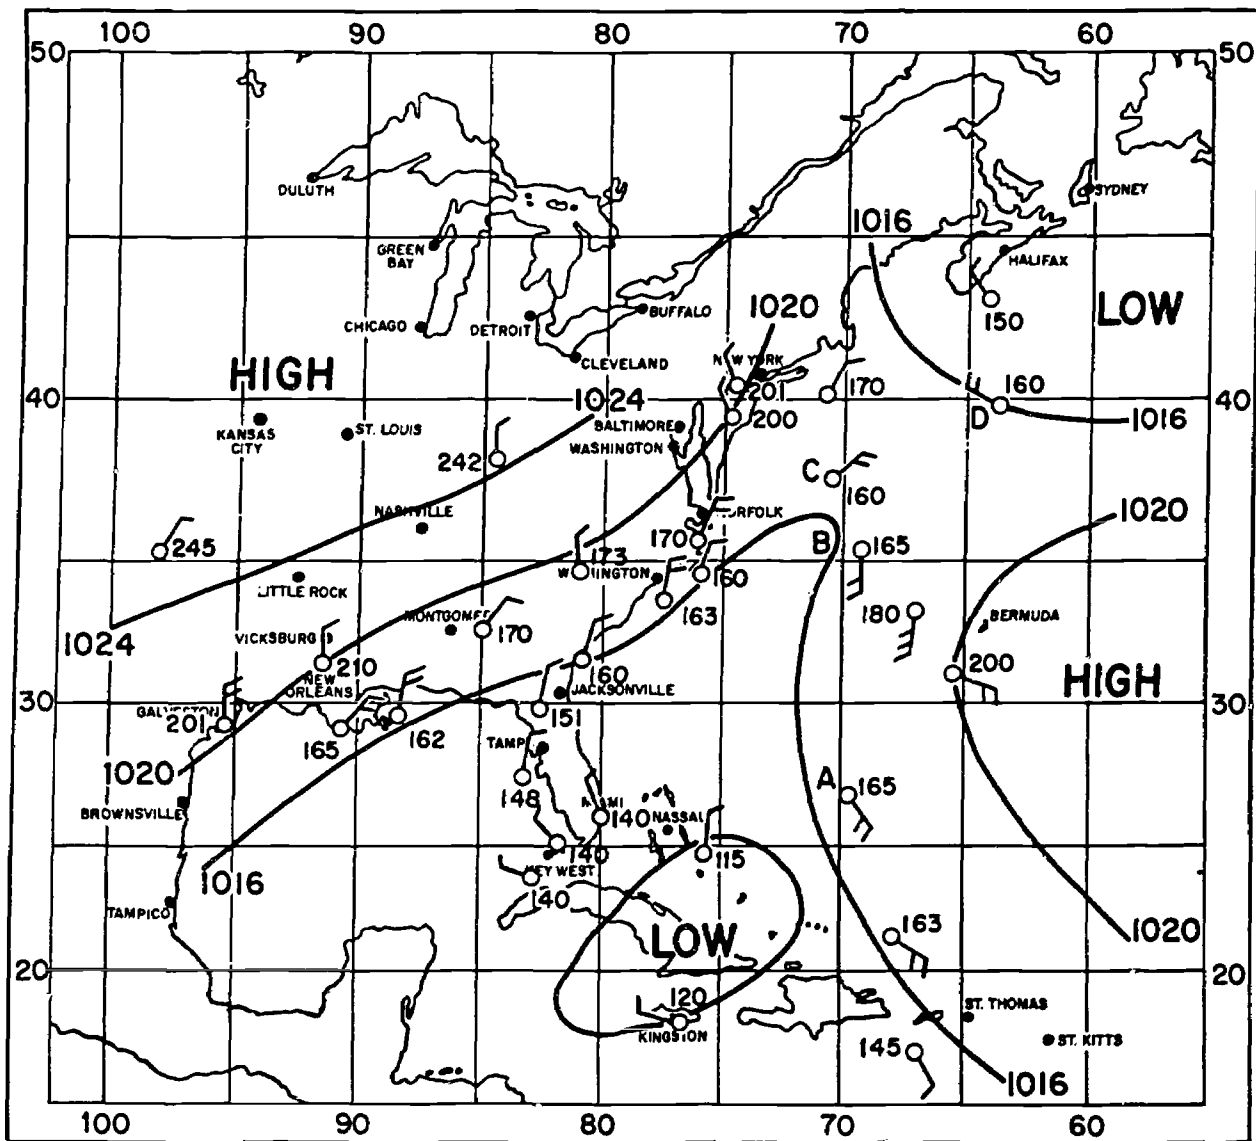 100 90 80 70 60
50 50
DULUTH
SYDNEY
GREEN
BAY
1016
HALIFAX
CHICAGO
DETROIT
BUFFALO
1020
LOW
150
CLEVELAND
NEW YORK
HIGH
170
201
160
40 40
1024
200
D
1016
KANSAS
CITY
ST. LOUIS
BALTIMORE
WASHINGTON
242
C
160
NASHVILLE
1020
245
170
173
B
165
160
LITTLE ROCK
163
180
BERMUDA
1024
VICKSBURG
170
210
200
NEW
ORLEANS
HIGH
JACKSONVILLE
30 30
GALVESTON
201
165
162
151
1020
148
A
165
BROWNSVILLE
140
140
115
KEY WEST
1016
140
TAMPICO
163
LOW
1020
20 20
120
ST. THOMAS
KINGSTON
145
ST. KITTS
1016
100 90 80 70 60